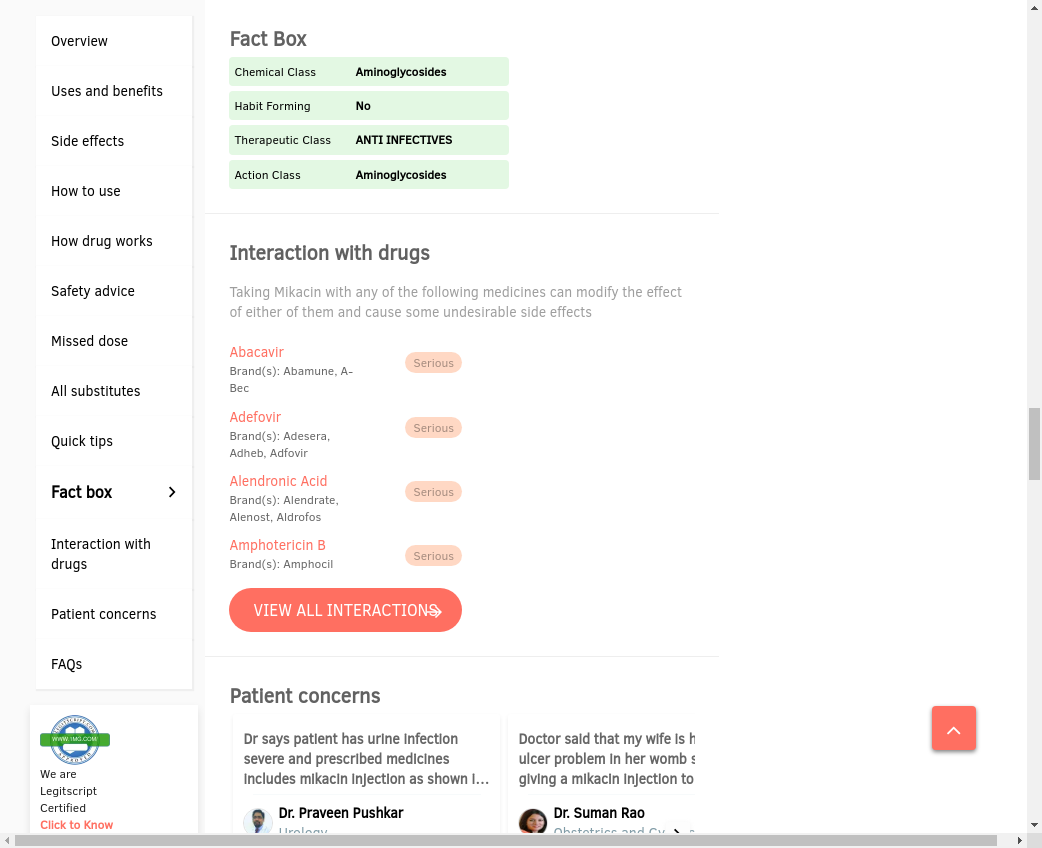 Overview
Uses and benefits
Side effects
How to use
How drug works
Safety advice
Missed dose
All substitutes
Quick tips
Fact box
Interaction with
drugs
Patient concerns
FAQs
WWW.1MG.COM
We are
Legitscript
Certified
Click to Know
Fact Box
Chemical Class Aminoglycosides
Habit Forming No
Therapeutic Class ANTI INFECTIVES
Action Class Aminoglycosides
Interaction with drugs
Taking Mikacin with any of the following medicines can modify the effect
of either of them and cause some undesirable side effects
Abacavir
Serious
Brand(s): Abamune, A-
Bec
Adefovir
Serious
Brand(s): Adesera,
Adheb, Adfovir
Alendronic Acid
Serious
Brand(s): Alendrate,
Alenost, Aldrofos
Amphotericin B
Serious
Brand(s): Amphocil
VIEW ALL INTERACTIONS
Patient concerns
Dr says patient has urine infection
severe and prescribed medicines
includes mikacin injection as shown i...
Dr. Praveen Pushkar
Urology
Doctor said that my wife is h
ulcer problem in her womb s
giving a mikacin injection to
Dr. Suman Rao
Obstetrics and Gy